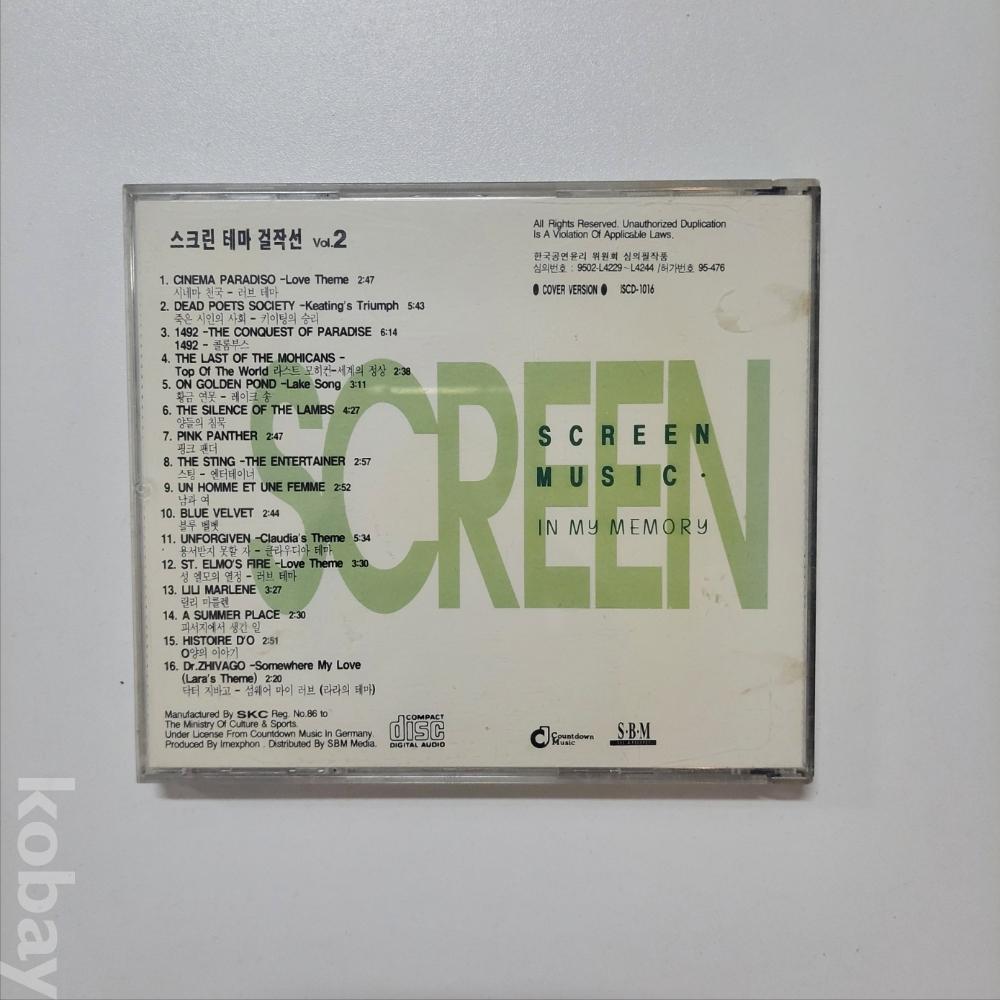 스크린 테마 걸작선 Vol.2
1. CINEMA PARADISO -Love Theme 2:47
시네마 천국 - 러브 테마
2. DEAD POETS SOCIETY -Keating's Triumph 5:43
죽은 시인의 사회 - 키이팅의 승리
3. 1492 -THE CONQUEST OF PARADISE 6:14
1492 - 콜롬부스
4. THE LAST OF THE MOHICANS -
Top Of The World 라스트 모히칸-세계의 정상 2:38
5. ON GOLDEN POND -Lake Song 3:11
황금 연못 - 레이크 송
6. THE SILENCE OF THE LAMBS 4:27
양들의 침묵
7. PINK PANTHER 2:47
핑크 팬더
8. THE STING -THE ENTERTAINER 2:57
스팅 - 엔터테이너
9. UN HOMME ET UNE FEMME 2:52
남과 여
10. BLUE VELVET 2:44
블루 벨벳
11. UNFORGIVEN -Claudia's Theme 5:34
용서받지 못할 자 - 클라우디아 테마
12. ST. ELMO'S FIRE -Love Theme 3:30
성 엘모의 열정 - 러브 테마
13. LILI MARLENE 3:27
릴리 마를렌
14. A SUMMER PLACE 2:30
피서지에서 생긴 일
15. HISTOIRE D'O 2:51
O양의 이야기
16. Dr.ZHIVAGO -Somewhere My Love
(Lara's Theme) 2:20
닥터 지바고 - 섬웨어 마이 러브 (라라의 테마)
Manufactured By SKC Reg. No.86 to
The Ministry Of Culture & Sports.
Under License From Countdown Music In Germany.
Produced By Imexphon . Distributed By SBM Media.
COMPACT
disc
DIGITAL AUDIO
All Rights Reserved. Unauthorized Duplication
Is A Violation Of Applicable Laws.
한국공연윤리 위원회 심의필작품
심의번호 : 9502-L4229~L4244 /허가번호 95-476
● COVER VERSION ● ISCD-1016
SCREEN
SCREEN
MUSIC ·
IN MY MEMORY
Countdown
Music
S·B·M
kobay